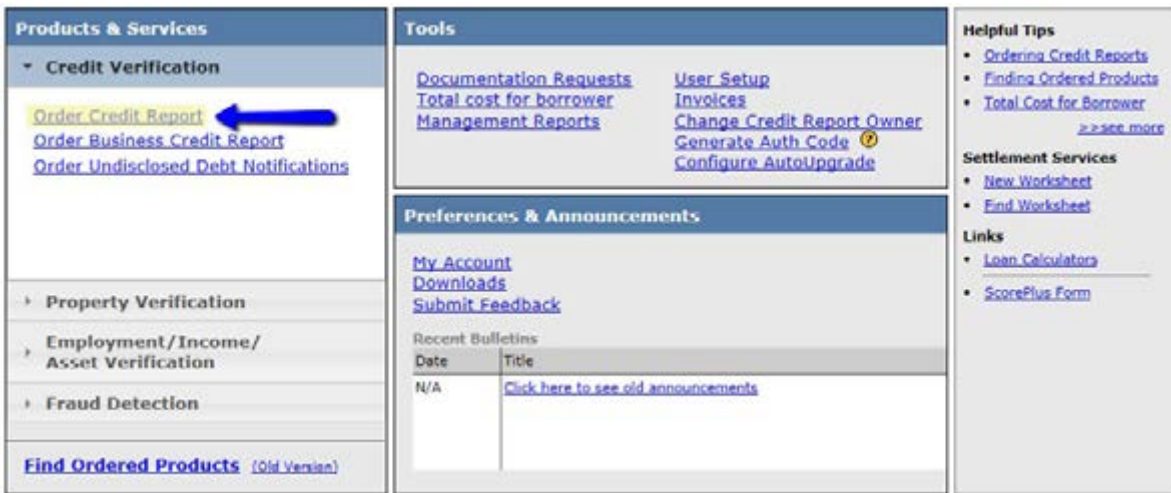 Products & Services
Credit Verification
Order Credit Report
Order Business Credit Report
Order Undisclosed Debt Notifications
Property Verification
Employment/Income/
Asset Verification
Fraud Detection
Find Ordered Products (Old Version)
Tools
Documentation Requests
Total cost for borrower
Management Reports
User Setup
Invoices
Change Credit Report Owner
Generate Auth Code ?
Configure AutoUpgrade
Preferences & Announcements
My Account
Downloads
Submit Feedback
Recent Bulletins
Date Title
N/A Click here to see old announcements
Helpful Tips
• Ordering Credit Reports
• Finding Ordered Products
• Total Cost for Borrower
>>see more
Settlement Services
• New Worksheet
• Find Worksheet
Links
• Loan Calculators
• ScorePlus Form